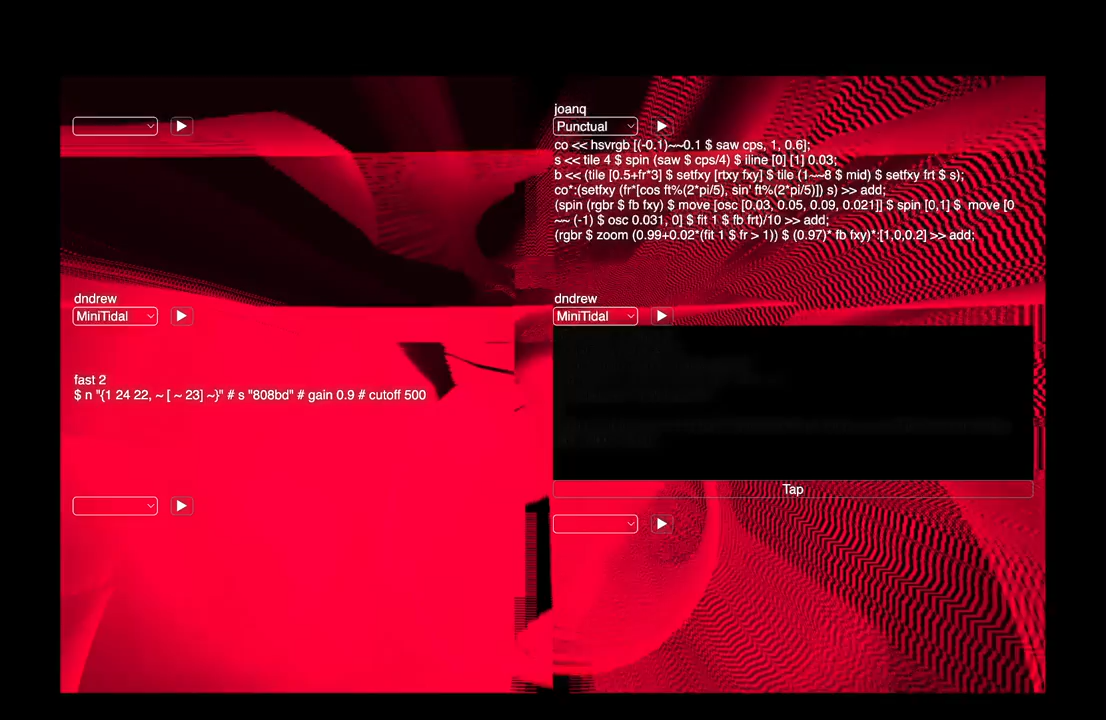 joanq
Punctual
co << hsvrgb [(-0.1)~~0.1 $ saw cps, 1, 0.6];
s << tile 4 $ spin (saw $ cps/4) $ iline [0] [1] 0.03;
b << (tile [0.5+fr*3] $ setfxy [rtxy fxy] $ tile (1~~8 $ mid) $ setfxy frt $ s);
co*:(setfxy (fr*[cos ft%(2*pi/5), sin' ft%(2*pi/5)]) s) >> add;
(spin (rgbr $ fb fxy) $ move [osc [0.03, 0.05, 0.09, 0.021]] $ spin [0,1] $  move [0
~~ (-1) $ osc 0.031, 0] $ fit 1 $ fb frt)/10 >> add;
(rgbr $ zoom (0.99+0.02*(fit 1 $ fr > 1)) $ (0.97)* fb fxy)*:[1,0,0.2] >> add;
dndrew
MiniTidal
fast 2
$ n "{1 24 22, ~ [ ~ 23] ~}" # s "808bd" # gain 0.9 # cutoff 500
dndrew
MiniTidal
Tap